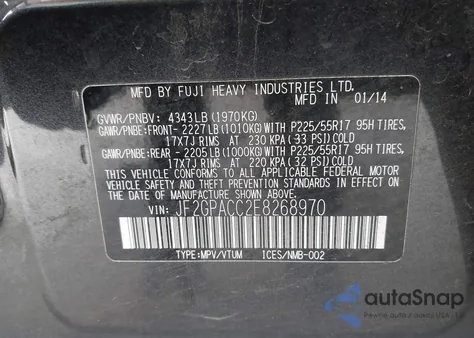 MFD BY FUJI HEAVY INDUSTRIES LTD.
MFD IN 01/14
GVWR/PNBV: 4343LB (1970KG)
GAWR/PNBE:FRONT- 2227LB (1010KG) WITH P225/55R17 95H TIRES,
17X7J RIMS AT 230 KPA (33 PSI)COLD
GAWR/PNBE:REAR - 2205LB (1000KG) WITH P225/55R17 95H TIRES,
17X7J RIMS AT 220 KPA (32 PSI)COLD
THIS VEHICLE CONFORMS TO ALL APPLICABLE
FEDERAL MOTOR VEHICLE SAFETY, BUMPER, AND
THEFT PREVENTION STANDARDS IN EFFECT ON
THE DATE OF MANUFACTURE SHOWN ABOVE.
VIN: JF2GPACC2E8268970
TYPE:MPV/VTUM ICES/NMB-002
autoSnap